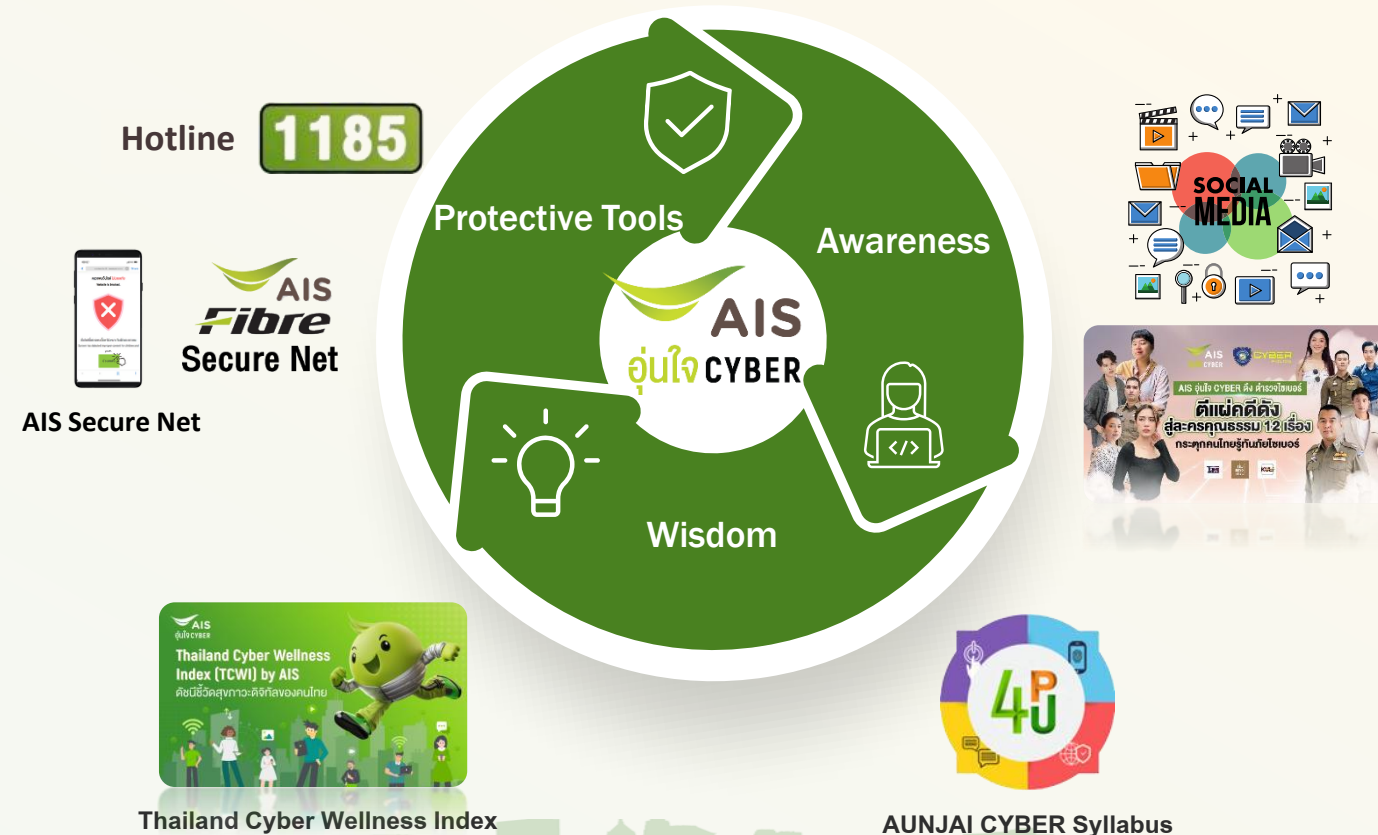 Hotline
1185
Protective Tools
Awareness
Wisdom
AIS
อุ่นใจ CYBER
SOCIAL
MEDIA
AIS
Fibre
Secure Net
AIS Secure Net
AIS
CYBER
CYBER
AIS อุ่นใจ CYBER ดึง ตำรวจไซเบอร์
ตีแผ่คดีดัง
สู่ละครคุณธรรม 12 เรื่อง
กระตุกคนไทยรู้ทันภัยไซเบอร์
AIS
อุ่นใจ CYBER
Thailand Cyber Wellness
Index (TCWI) by AIS
ดัชนีชี้วัดสุขภาวะดิจิทัลของคนไทย
Thailand Cyber Wellness Index
4P
4U
AUNJAI CYBER Syllabus